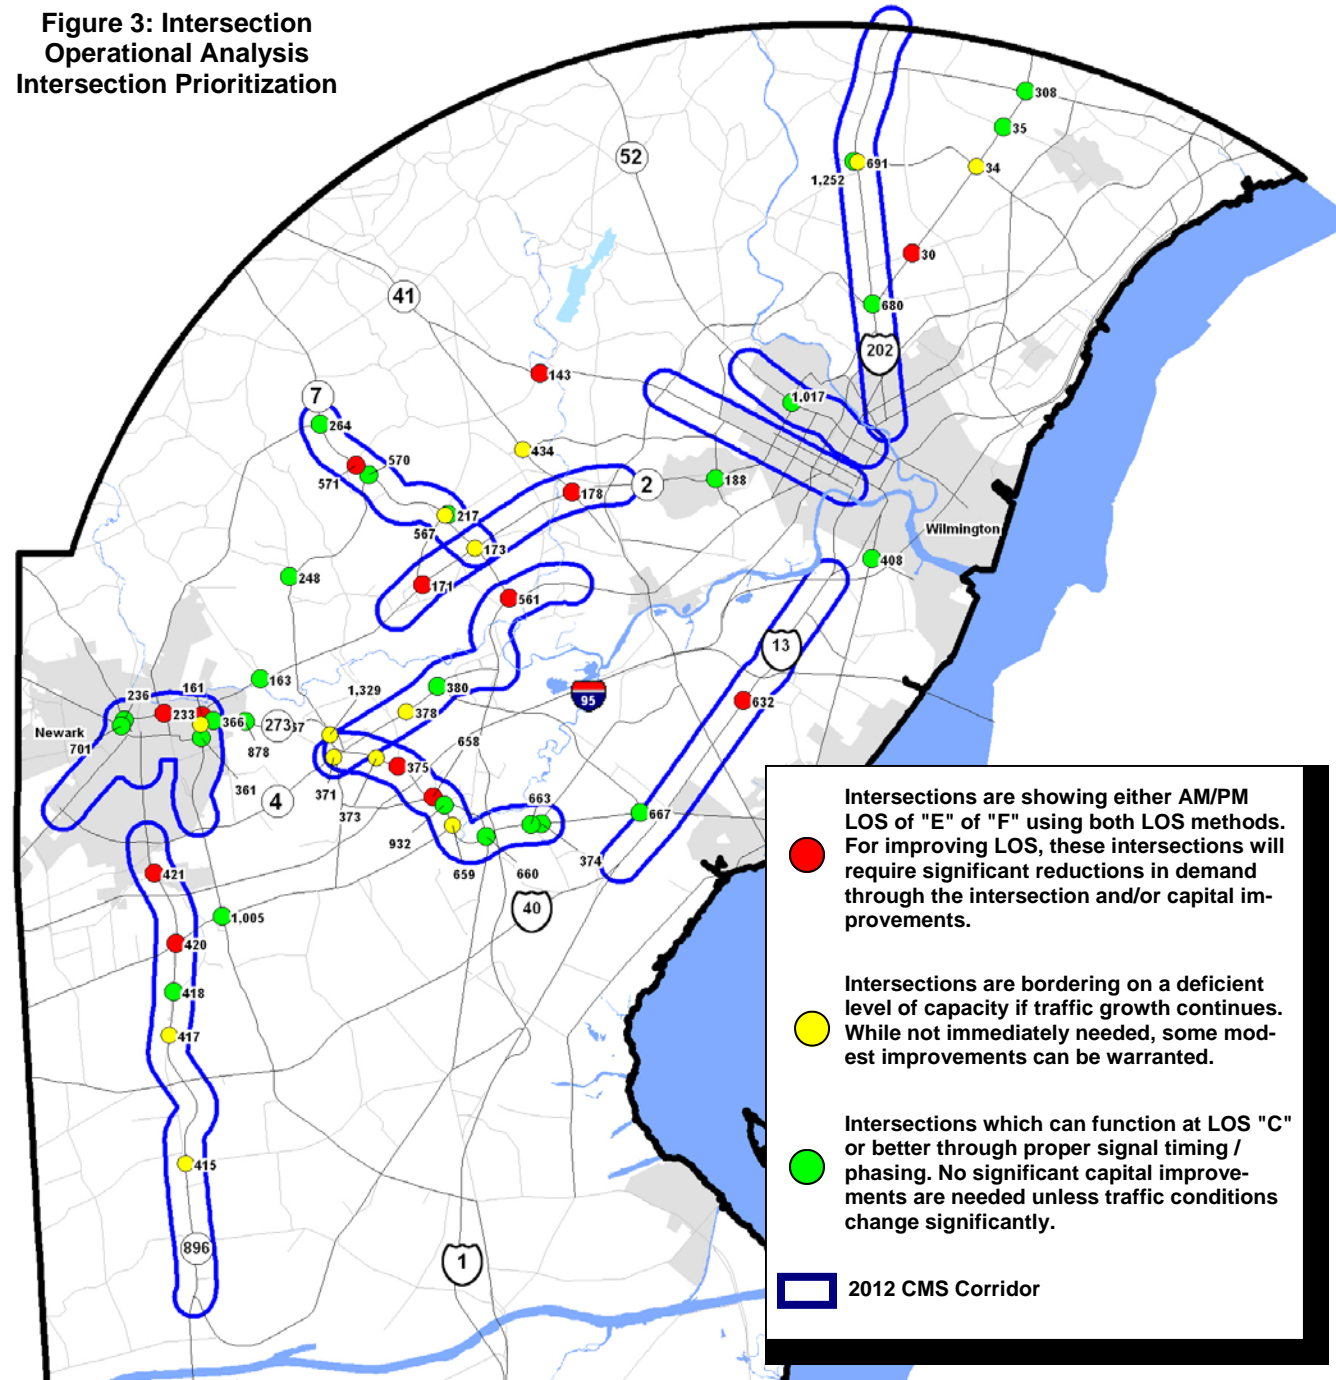 Figure 3: Intersection
Operational Analysis
Intersection Prioritization
308
35
52
691
34
1,252
30
41
680
202
143
7
1,017
264
434
570
571
2
188
178
217
567
173
Wilmington
408
248
171
561
13
163
236
161
1,329
380
95
632
233
366
273
378
Newark
701
878
658
361
4
371
375
373
663
667
932
659
660
374
421
40
1,005
420
418
417
415
896
1
Intersections are showing either AM/PM
LOS of "E" of "F" using both LOS methods.
For improving LOS, these intersections will
require significant reductions in demand
through the intersection and/or capital im-
provements.
Intersections are bordering on a deficient
level of capacity if traffic growth continues.
While not immediately needed, some mod-
est improvements can be warranted.
Intersections which can function at LOS "C"
or better through proper signal timing /
phasing. No significant capital improve-
ments are needed unless traffic conditions
change significantly.
2012 CMS Corridor